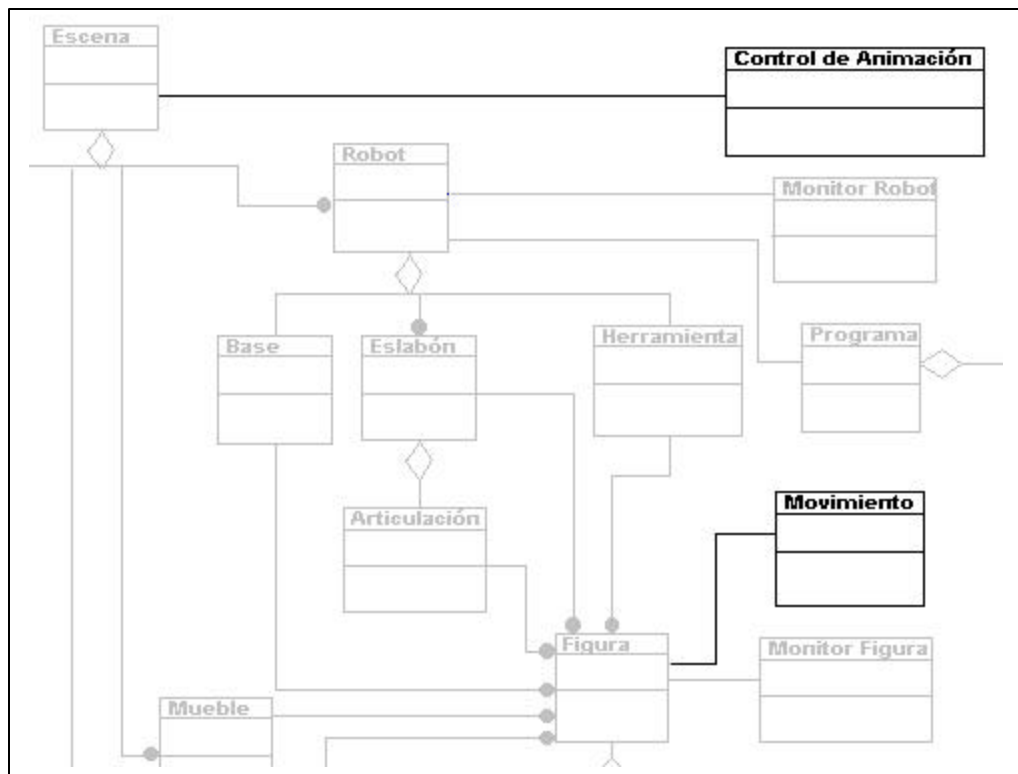 Escena
Control de Animación
Robot
Monitor Robot
Base
Eslabón
Herramienta
Programa
Articulación
Movimiento
Figura
Monitor Figura
Mueble